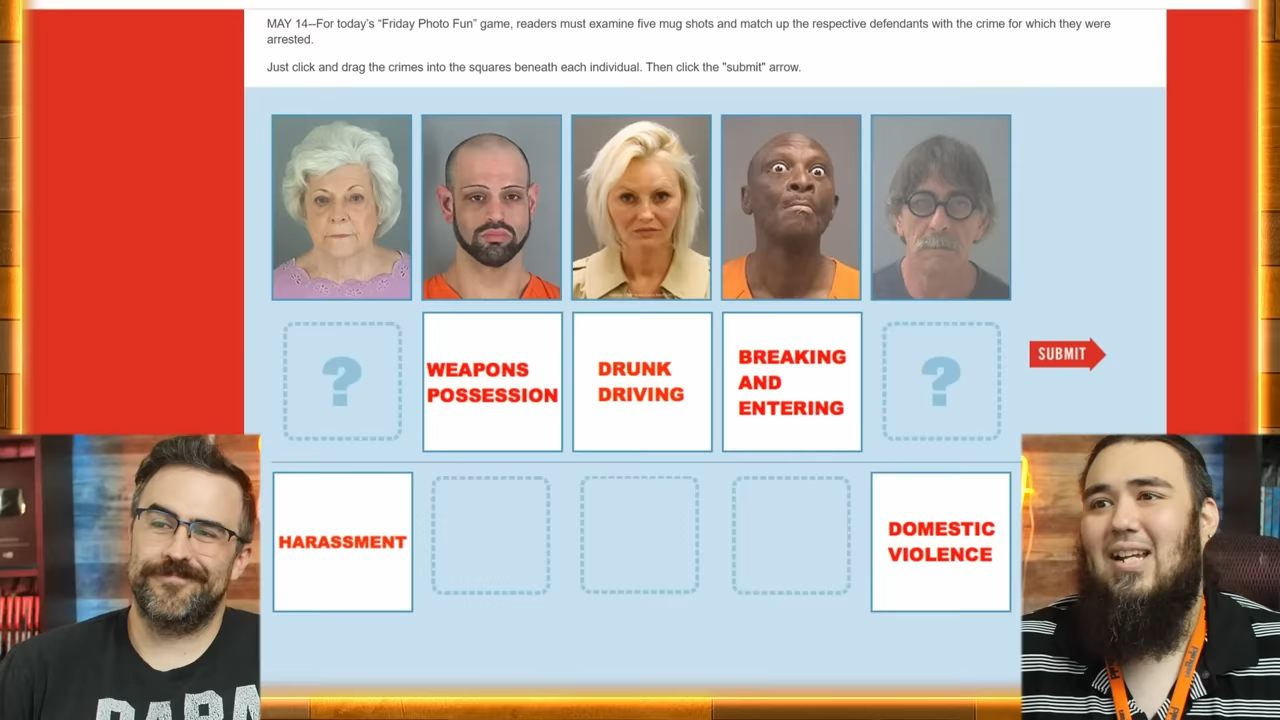 MAY 14--For today's "Friday Photo Fun" game, readers must examine five mug shots and match up the respective defendants with the crime for which they were
arrested.
Just click and drag the crimes into the squares beneath each individual. Then click the "submit" arrow.
?
WEAPONS
POSSESSION
DRUNK
DRIVING
BREAKING
AND
ENTERING
?
SUBMIT
HARASSMENT
DOMESTIC
VIOLENCE